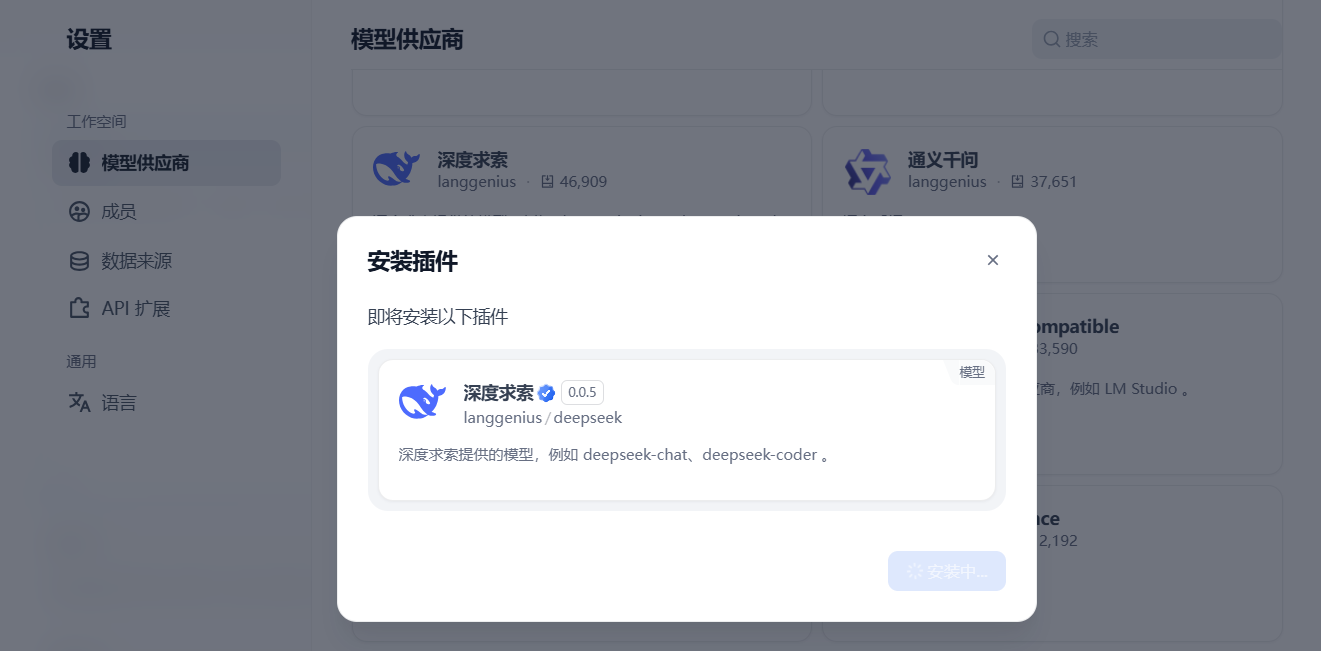 设置
工作空间
模型供应商
成员
数据来源
API 扩展
通用
语言
模型供应商
搜索
深度求索
langgenius · 46,909
通义千问
langgenius · 37,651
ompatible
3,590
商，例如 LM Studio 。
2,192
安装插件
即将安装以下插件
模型
深度求索 0.0.5
langgenius / deepseek
深度求索提供的模型，例如 deepseek-chat、deepseek-coder 。
安装中...